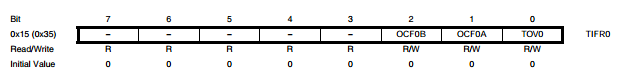 Bit 7 6 5 4 3 2 1 0
0x15 (0x35) – – – – – OCF0B OCF0A TOV0 TIFR0
Read/Write R R R R R R/W R/W R/W
Initial Value 0 0 0 0 0 0 0 0